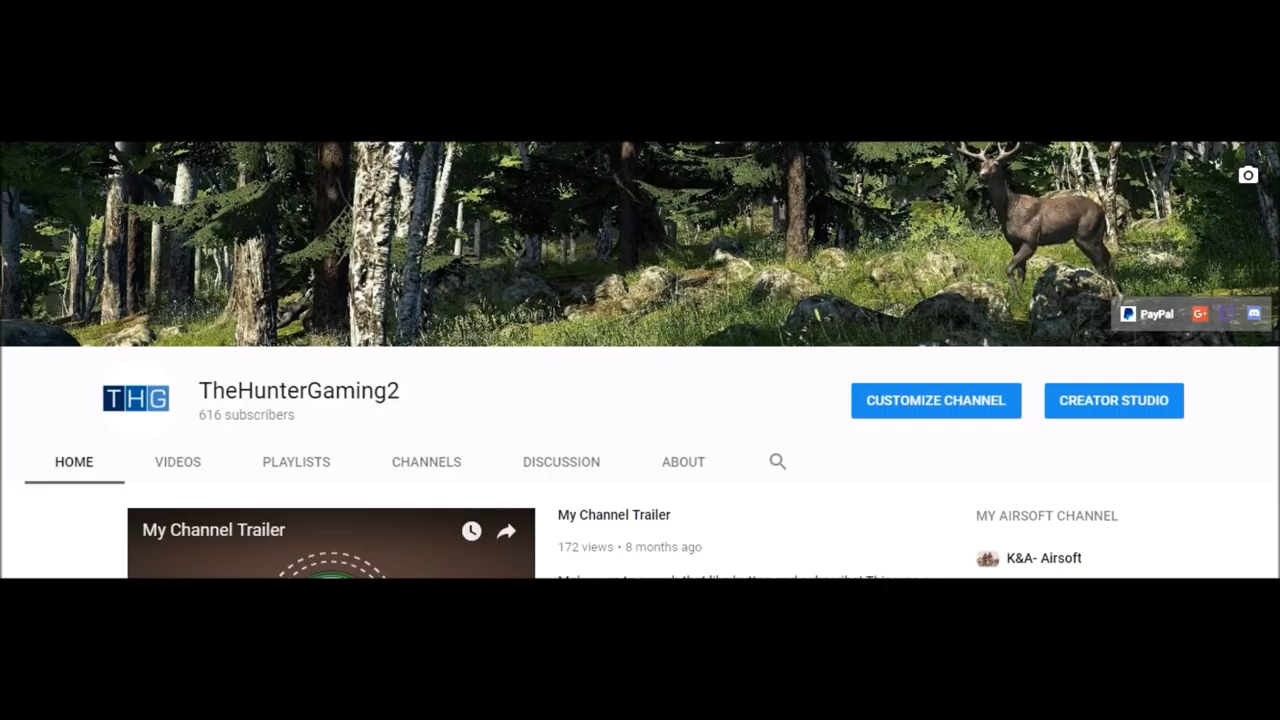 PayPal G+
THG
TheHunterGaming2
616 subscribers
CUSTOMIZE CHANNEL
CREATOR STUDIO
HOME VIDEOS PLAYLISTS CHANNELS DISCUSSION ABOUT
My Channel Trailer
My Channel Trailer
172 views • 8 months ago
MY AIRSOFT CHANNEL
K&A- Airsoft